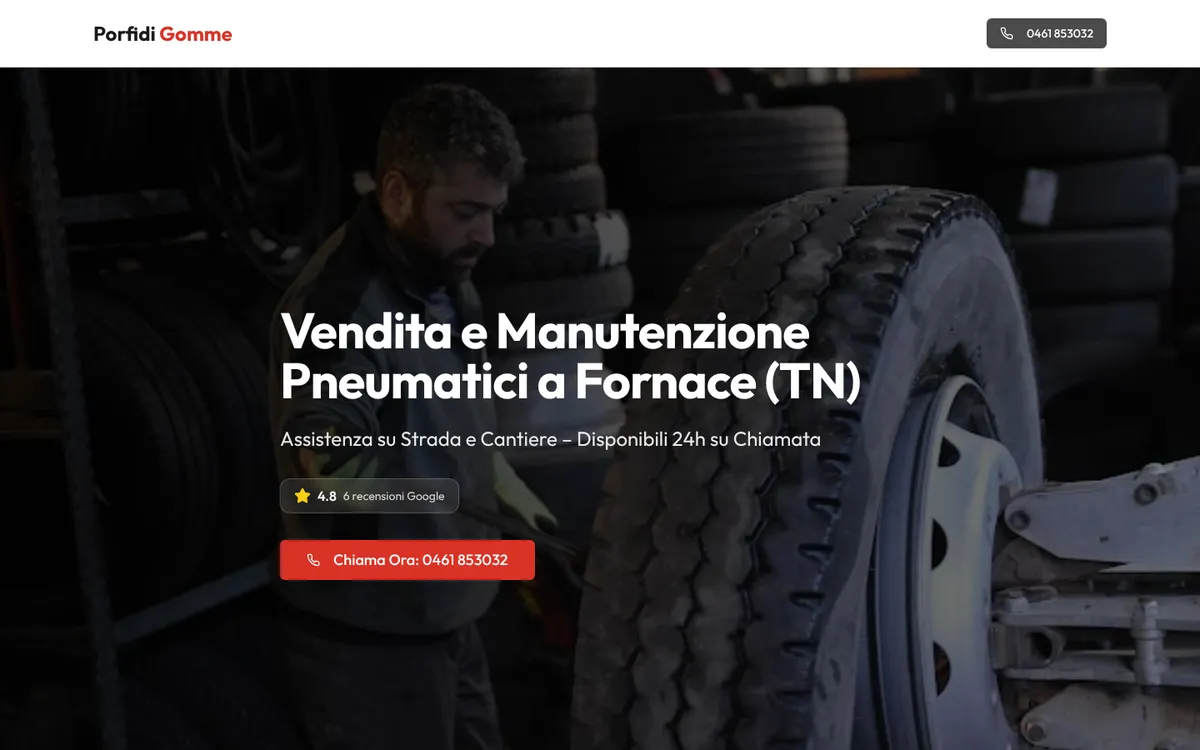 Porfidi Gomme
0461 853032
Vendita e Manutenzione
Pneumatici a Fornace (TN)
Assistenza su Strada e Cantiere – Disponibili 24h su Chiamata
4.8 6 recensioni Google
Chiama Ora: 0461 853032